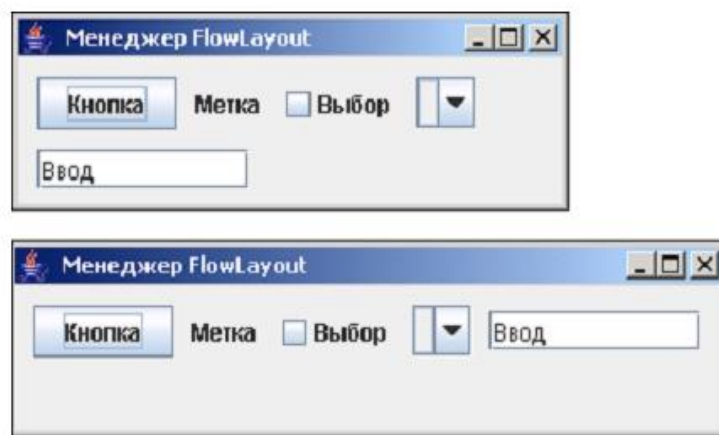 Менеджер FlowLayout
Кнопка Метка Выбор
Ввод
Менеджер FlowLayout
Кнопка Метка Выбор Ввод